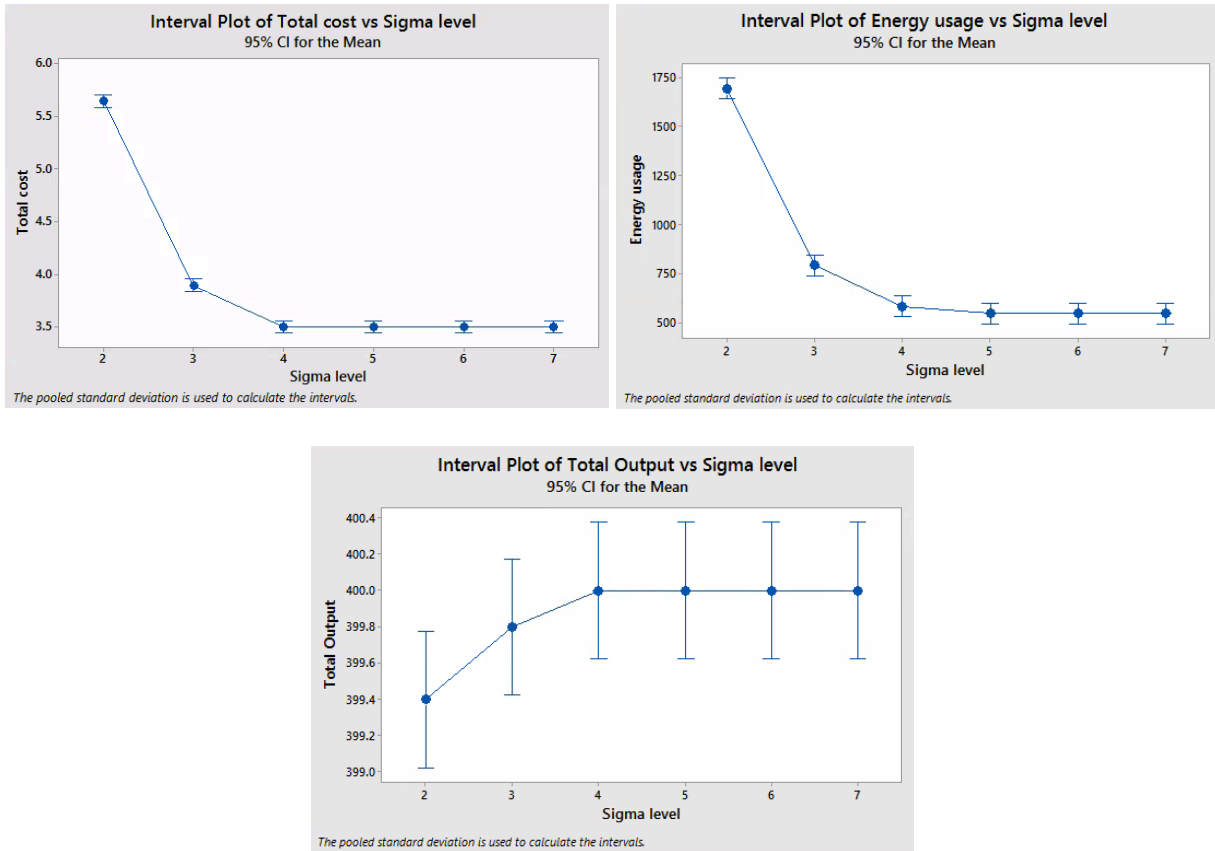 Interval Plot of Total cost vs Sigma level
95% CI for the Mean
6.0
5.5
5.0
4.5
4.0
3.5
Total cost
2 3 4 5 6 7
Sigma level
The pooled standard deviation is used to calculate the intervals.
Interval Plot of Energy usage vs Sigma level
95% CI for the Mean
1750
1500
1250
1000
750
500
Energy usage
2 3 4 5 6 7
Sigma level
The pooled standard deviation is used to calculate the intervals.
Interval Plot of Total Output vs Sigma level
95% CI for the Mean
400.4
400.2
400.0
399.8
399.6
399.4
399.2
399.0
Total Output
2 3 4 5 6 7
Sigma level
The pooled standard deviation is used to calculate the intervals.